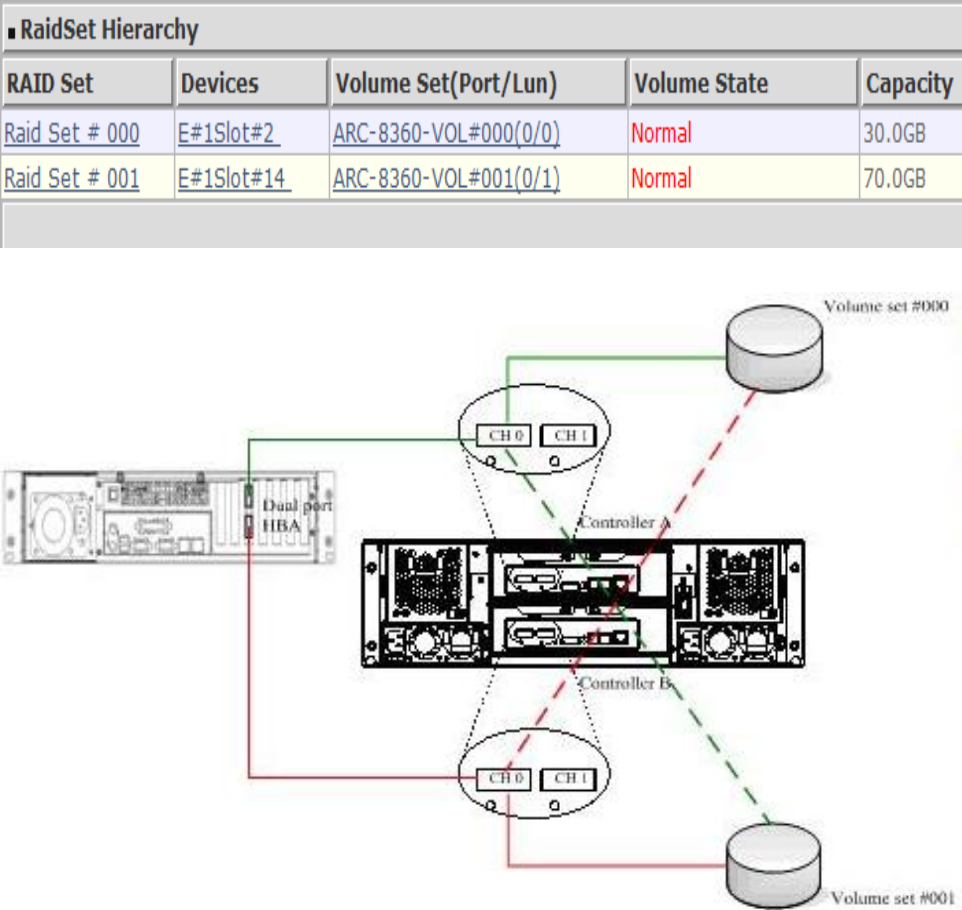 RaidSet Hierarchy
RAID Set Devices Volume Set(Port/Lun) Volume State Capacity
Raid Set # 000 E#1Slot#2 ARC-8360-VOL#000(0/0) Normal 30.0GB
Raid Set # 001 E#1Slot#14 ARC-8360-VOL#001(0/1) Normal 70.0GB
Volume set #000
CH 0 CH 1
Dual port
HBA
Controller A
Controller B
CH 0 CH 1
Volume set #001